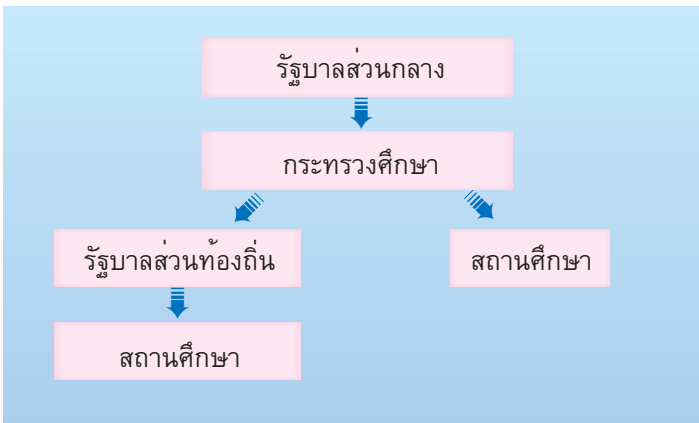 รัฐบาลส่วนกลาง
กระทรวงศึกษา
รัฐบาลส่วนท้องถิ่น
สถานศึกษา
สถานศึกษา